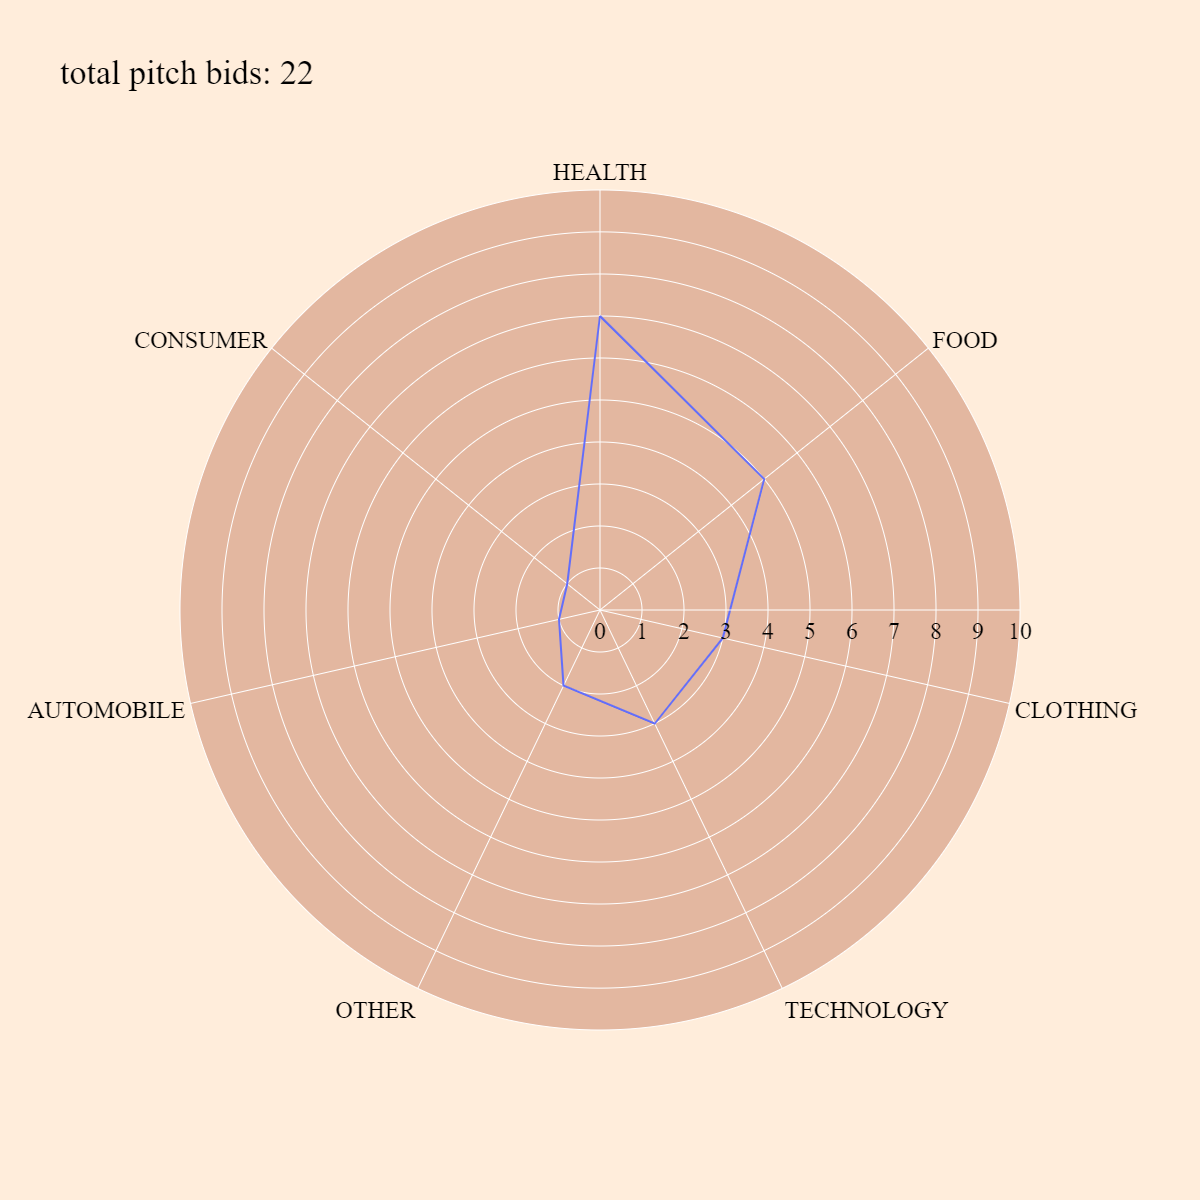 total pitch bids: 22
HEALTH
CONSUMER
FOOD
0 1 2 3 4 5 6 7 8 9 10
AUTOMOBILE
CLOTHING
OTHER
TECHNOLOGY